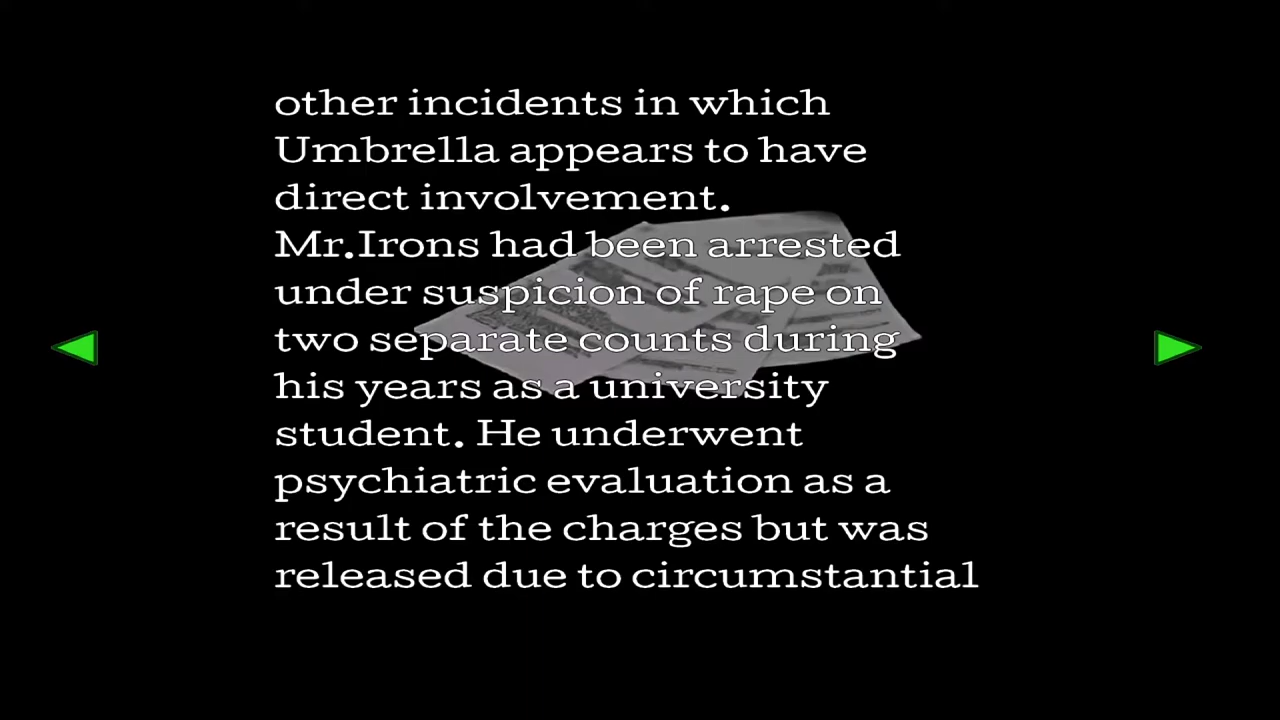 other incidents in which
Umbrella appears to have
direct involvement.
Mr.Irons had been arrested
under suspicion of rape on
two separate counts during
his years as a university
student. He underwent
psychiatric evaluation as a
result of the charges but was
released due to circumstantial